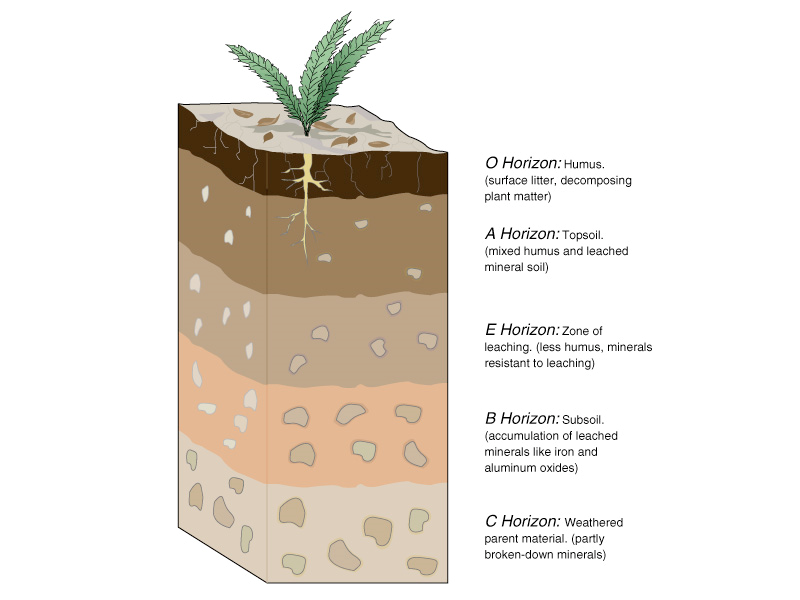 O Horizon: Humus.
(surface litter, decomposing
plant matter)
A Horizon: Topsoil.
(mixed humus and leached
mineral soil)
E Horizon: Zone of
leaching. (less humus, minerals
resistant to leaching)
B Horizon: Subsoil.
(accumulation of leached
minerals like iron and
aluminum oxides)
C Horizon: Weathered
parent material. (partly
broken-down minerals)